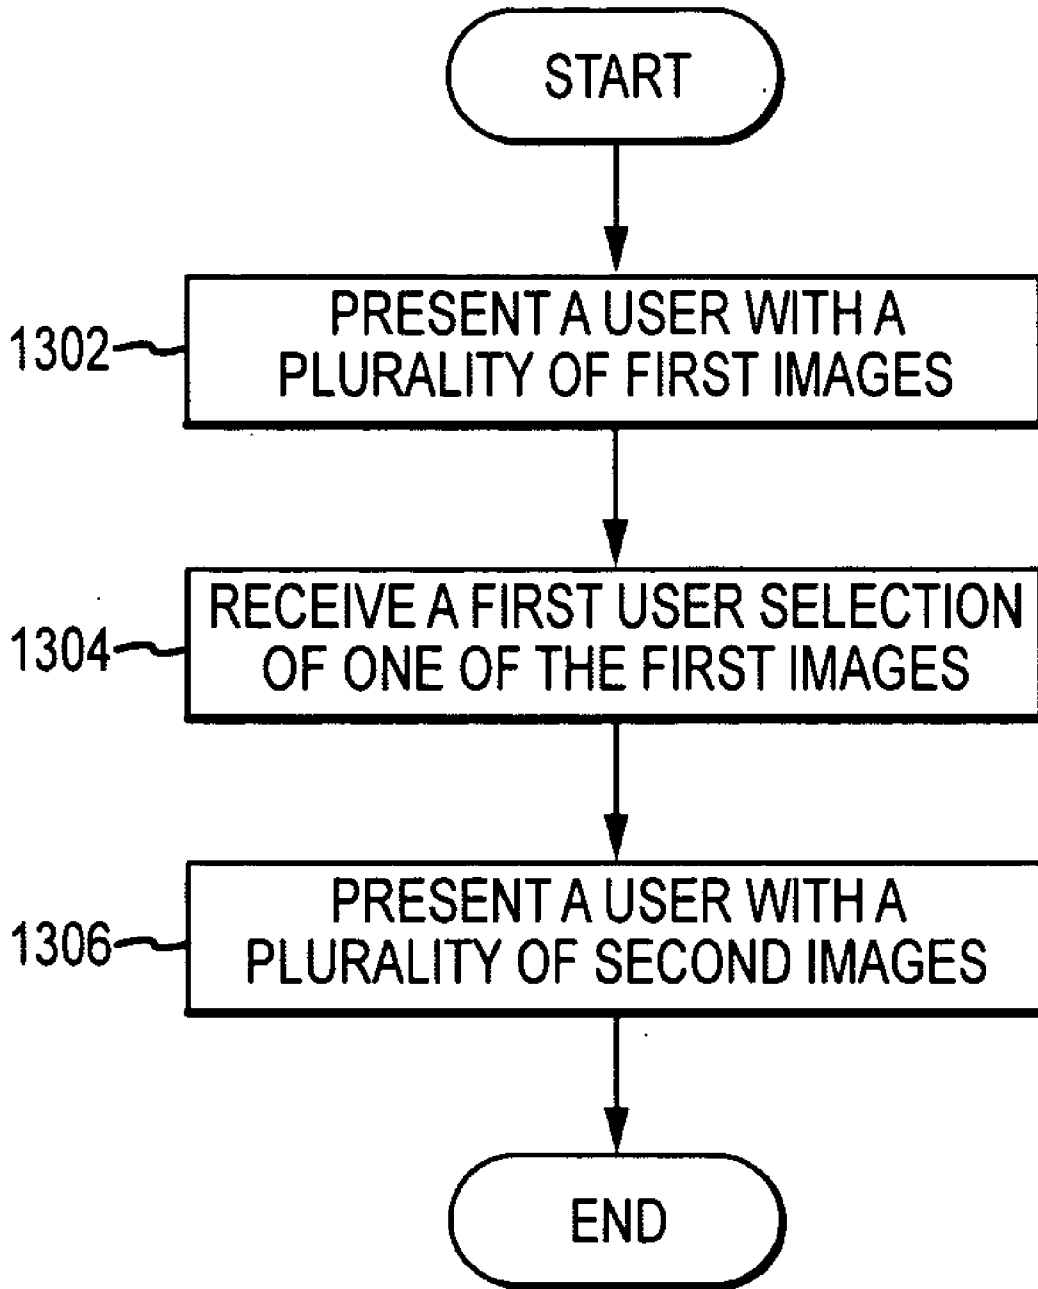 START
1302
PRESENT A USER WITH A
PLURALITY OF FIRST IMAGES
1304
RECEIVE A FIRST USER SELECTION
OF ONE OF THE FIRST IMAGES
1306
PRESENT A USER WITH A
PLURALITY OF SECOND IMAGES
END